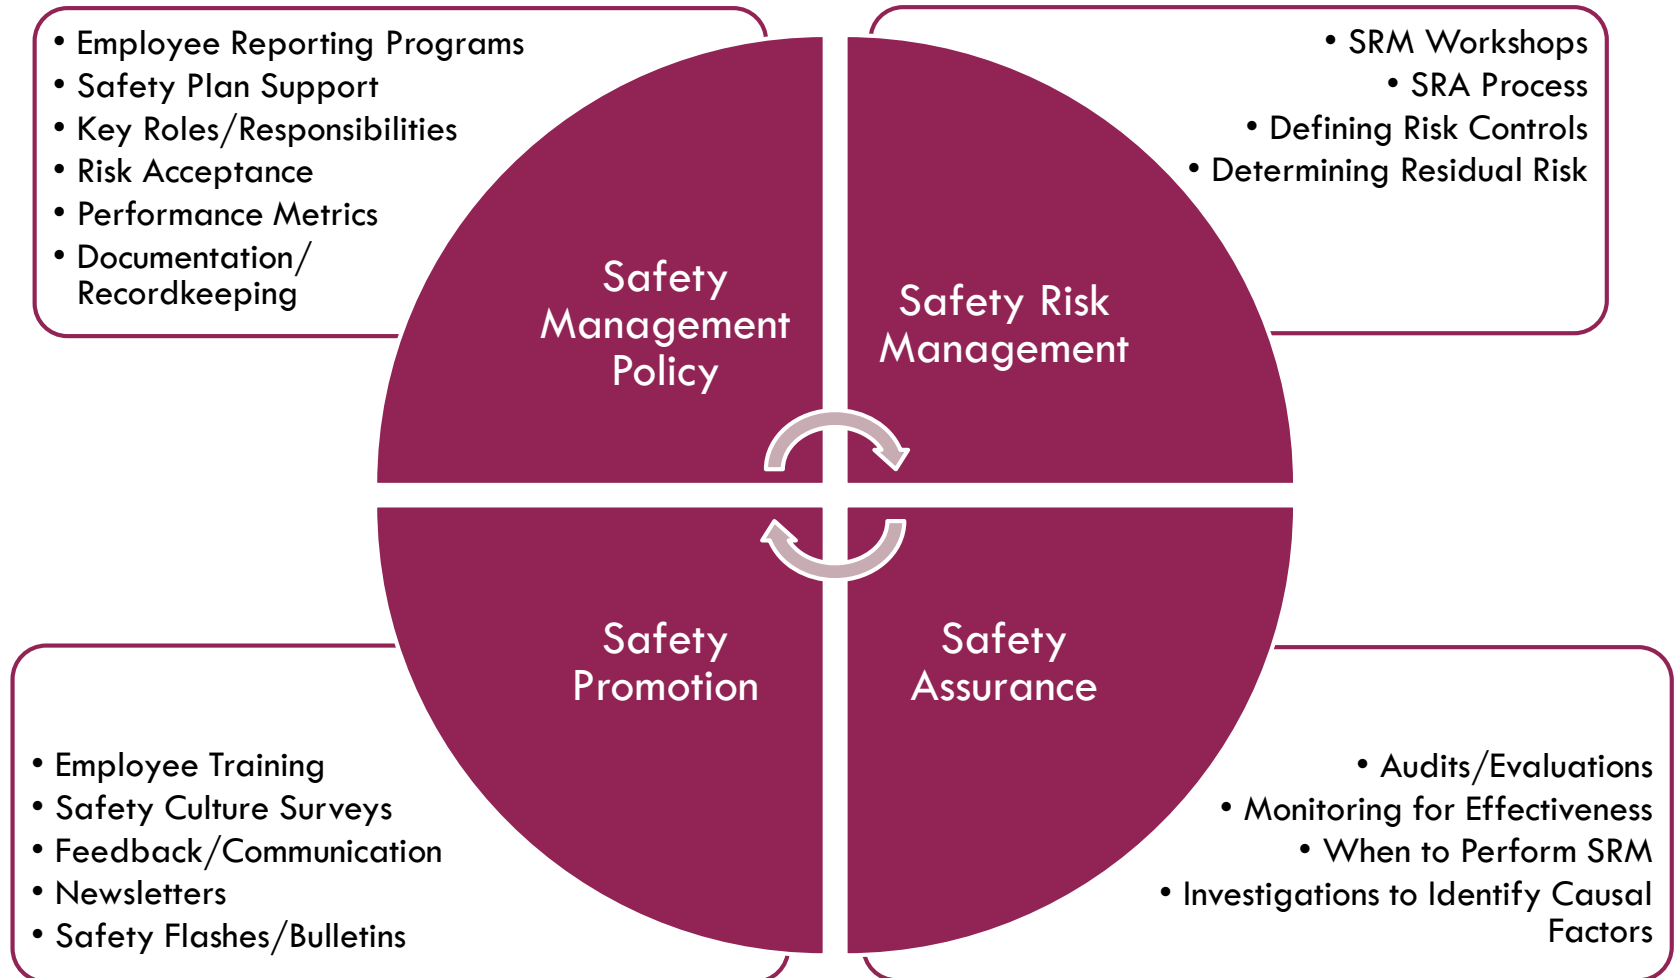 • Employee Reporting Programs
• Safety Plan Support
• Key Roles/Responsibilities
• Risk Acceptance
• Performance Metrics
• Documentation/
Recordkeeping
• SRM Workshops
• SRA Process
• Defining Risk Controls
• Determining Residual Risk
Safety
Management
Policy
Safety Risk
Management
Safety
Promotion
Safety
Assurance
• Employee Training
• Safety Culture Surveys
• Feedback/Communication
• Newsletters
• Safety Flashes/Bulletins
• Audits/Evaluations
• Monitoring for Effectiveness
• When to Perform SRM
• Investigations to Identify Causal
Factors